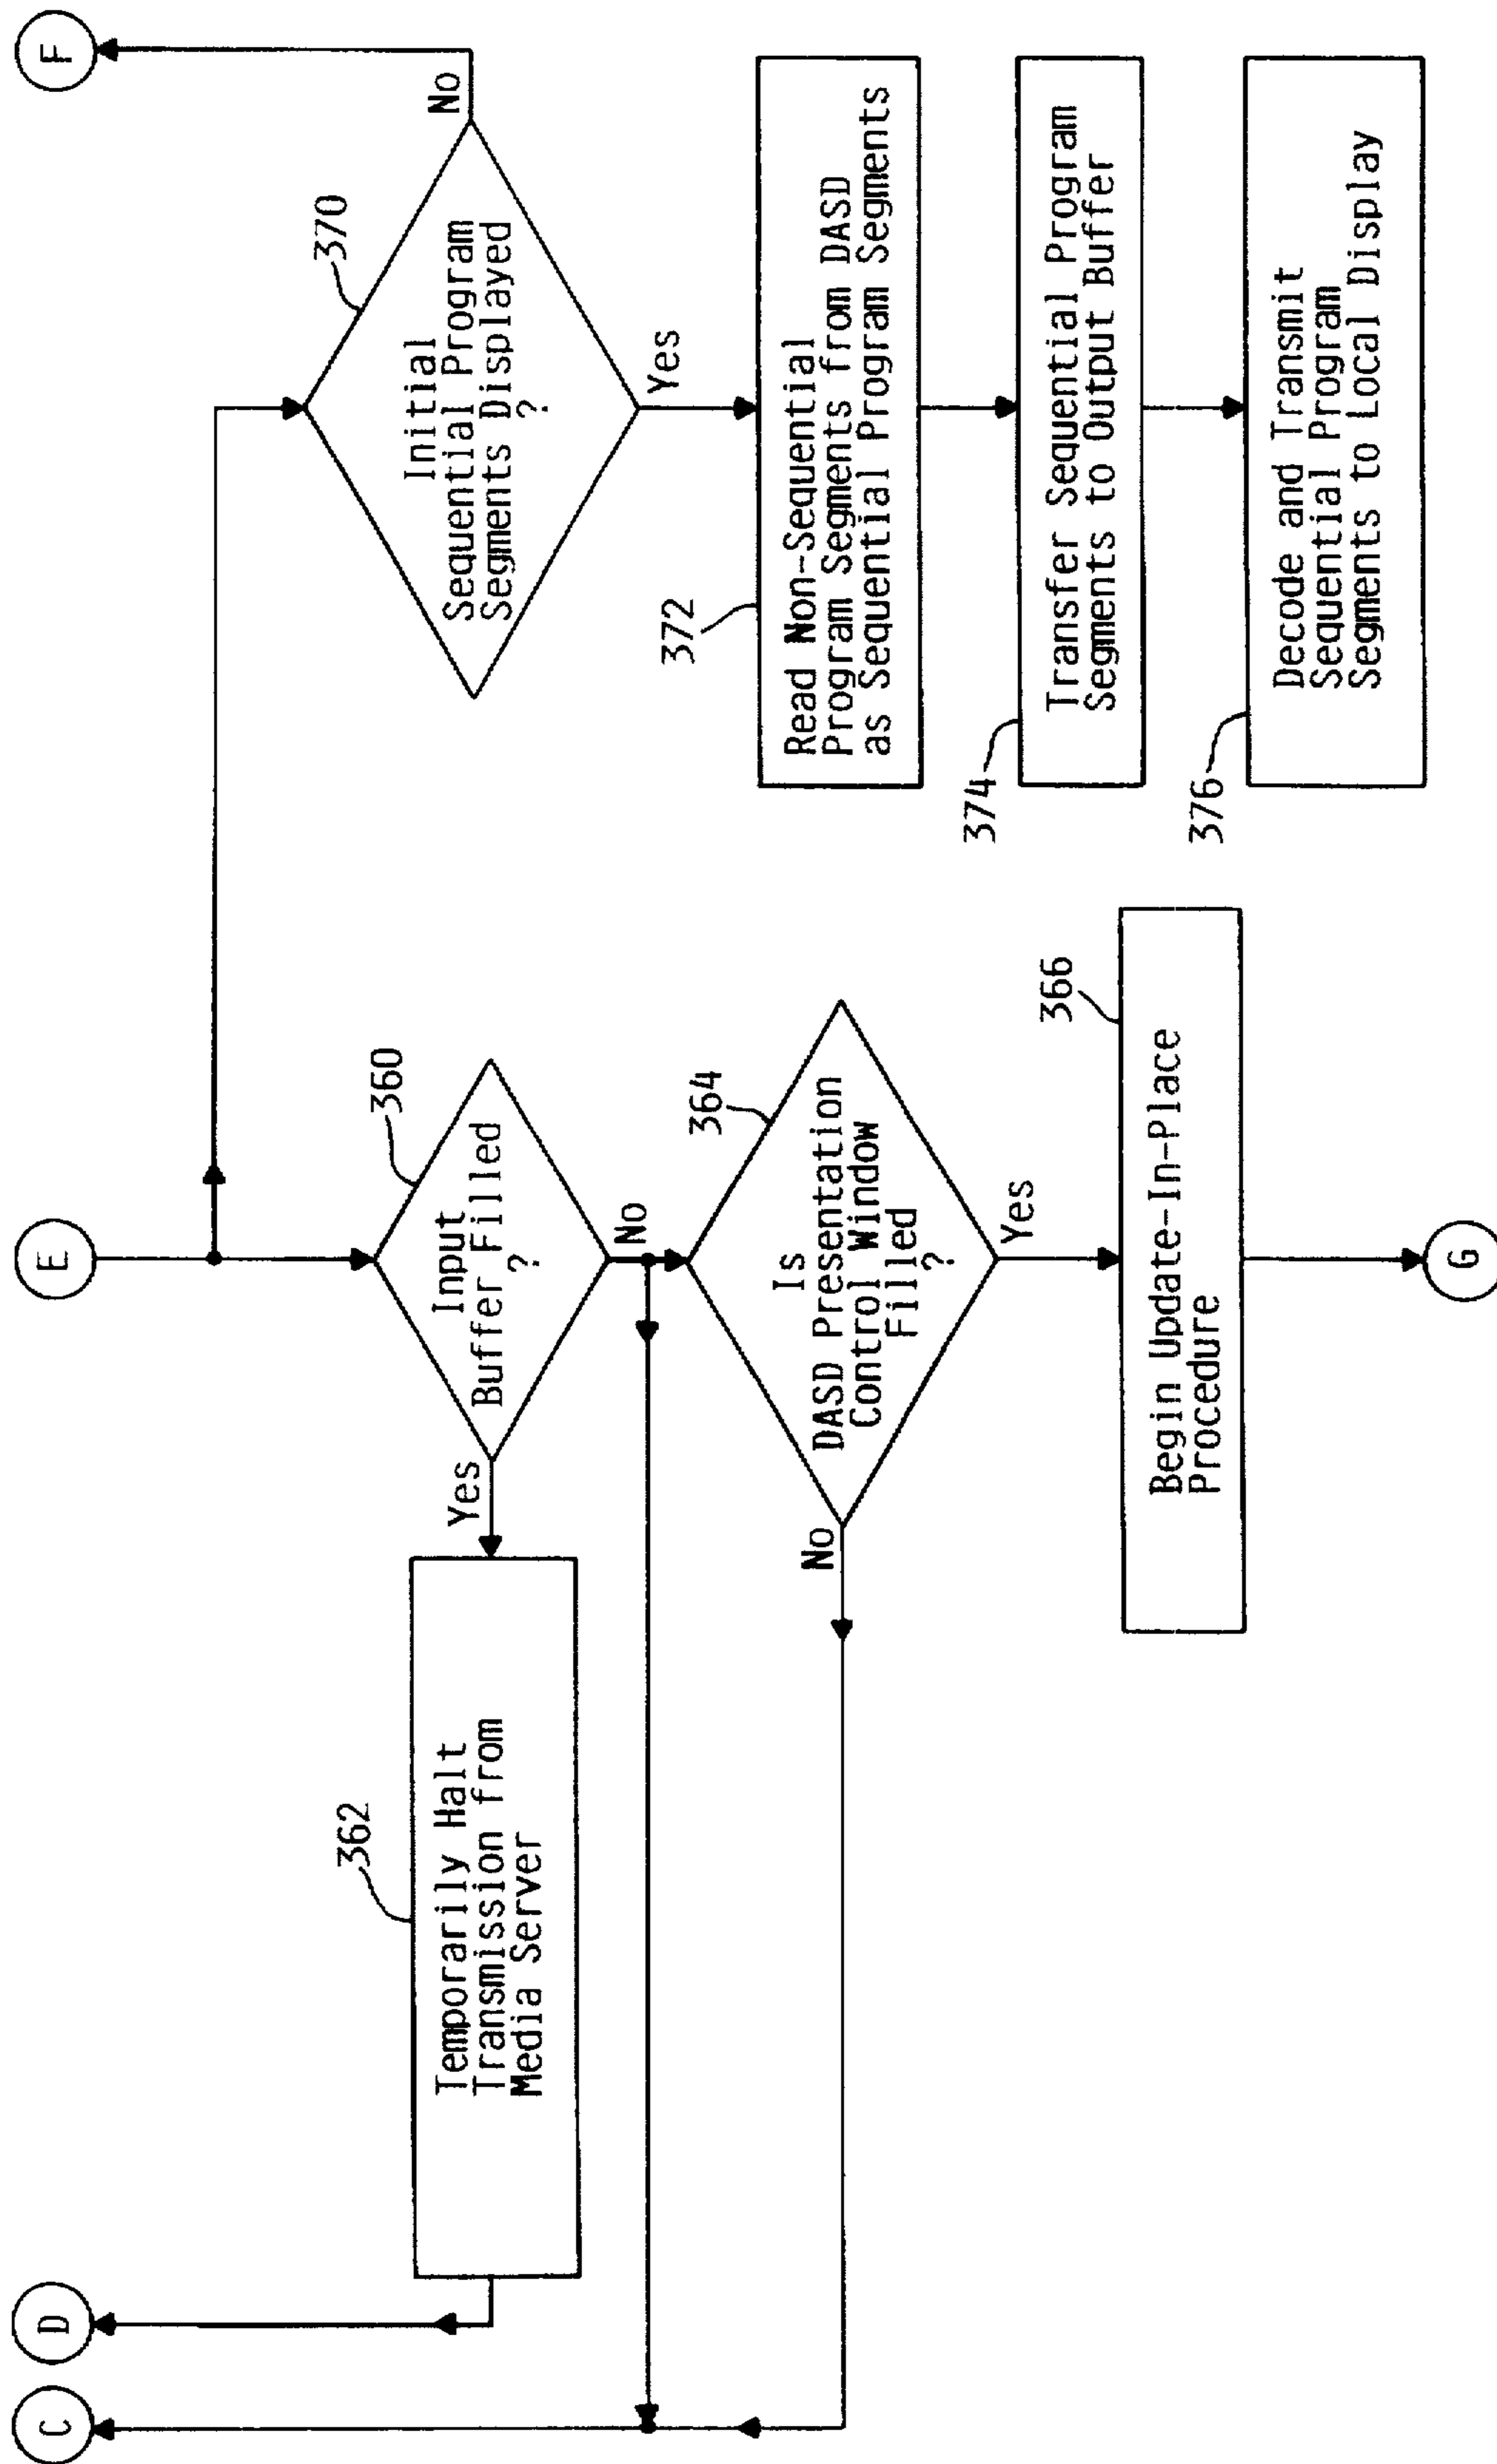 C
D
E
F
362
Temporarily Halt
Transmission from
Media Server
Yes
360
Input
Buffer Filled
?
No
364
Is
DASD Presentation
Control Window
Filled
?
No
Yes
366
Begin Update-In-Place
Procedure
G
370
Initial
Sequential Program
Segments Displayed
?
No
Yes
372
Read Non-Sequential
Program Segments from DASD
as Sequential Program Segments
374
Transfer Sequential Program
Segments to Output Buffer
376
Decode and Transmit
Sequential Program
Segments to Local Display